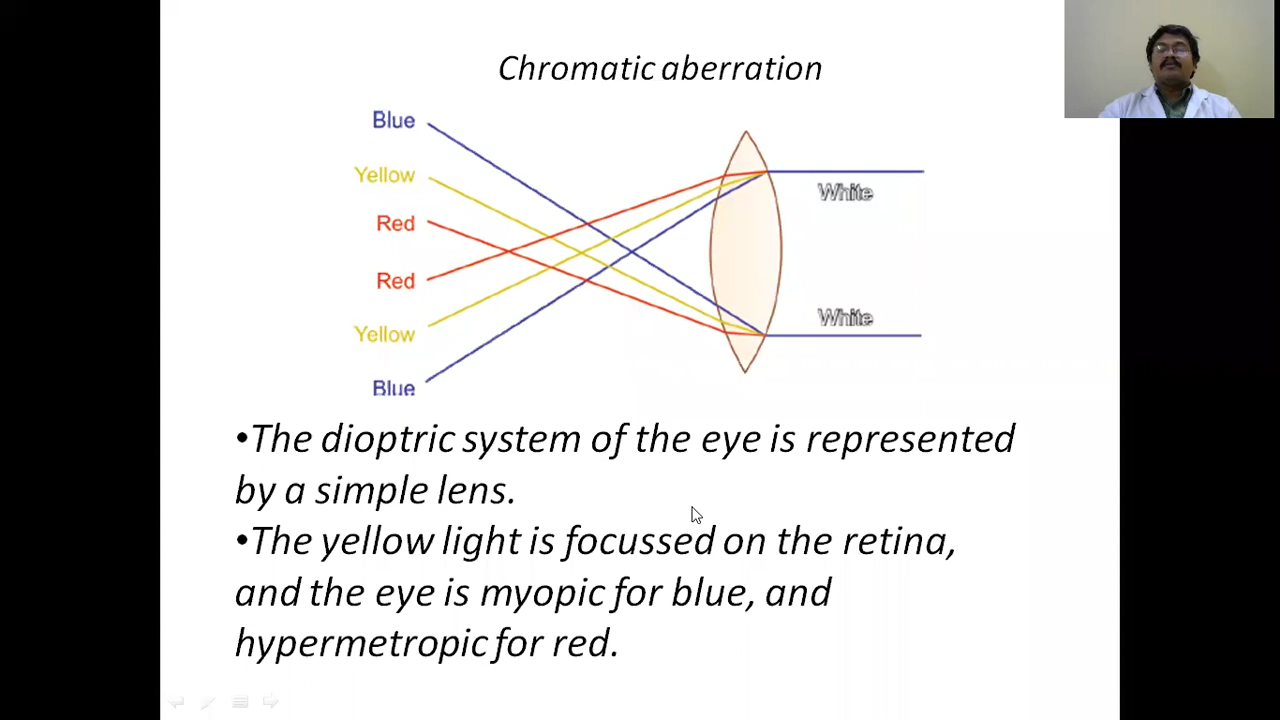 Chromatic aberration
Blue
Yellow
Red
Red
Yellow
Blue
White
White
•The dioptric system of the eye is represented
by a simple lens.
•The yellow light is focussed on the retina,
and the eye is myopic for blue, and
hypermetropic for red.